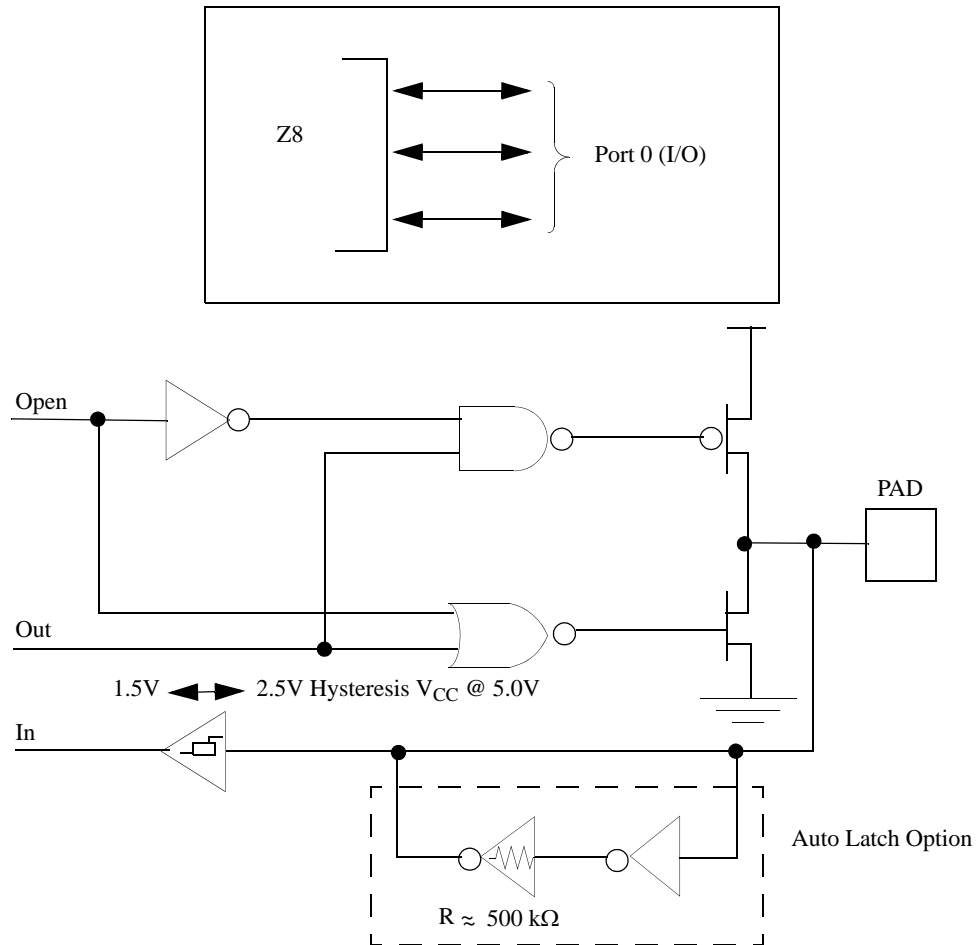 Z8
Port 0 (I/O)
Open
PAD
Out
1.5V 2.5V Hysteresis VCC @ 5.0V
In
Auto Latch Option
R ≈ 500 kΩ